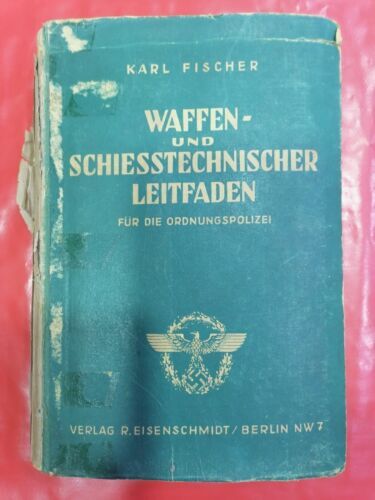 KARL FISCHER
WAFFEN-
UND
SCHIESSTECHNISCHER
LEITFADEN
FÜR DIE ORDNUNGSPOLIZEI
VERLAG R. EISENSCHMIDT / BERLIN NW 7